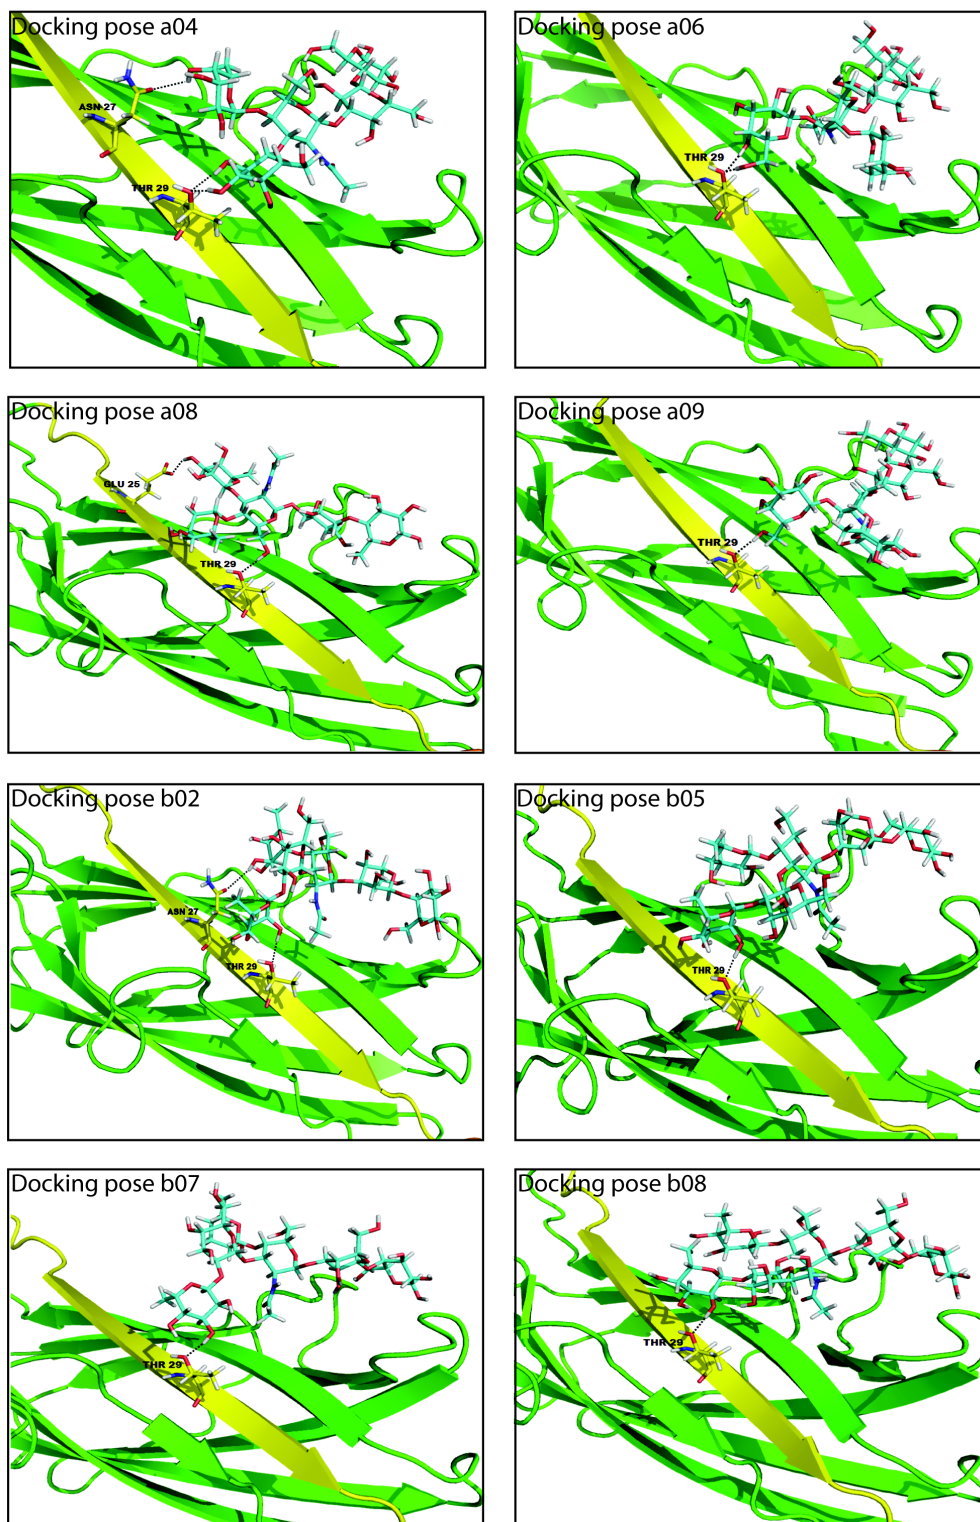 Docking pose a04
ASN 27
THR 29
Docking pose a06
THR 29
Docking pose a08
GLU 25
THR 29
Docking pose a09
THR 29
Docking pose b02
ASN 27
THR 29
Docking pose b05
THR 29
Docking pose b07
THR 29
Docking pose b08
THR 29